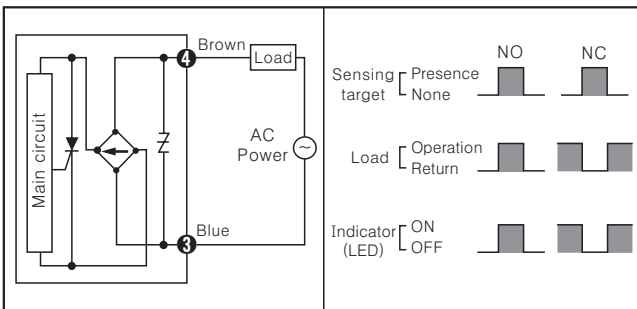 Main circuit
4
Brown
Load
AC
Power
~
3
Blue
NO NC
Sensing target
Presence
None
Load
Operation
Return
Indicator
(LED)
ON
OFF